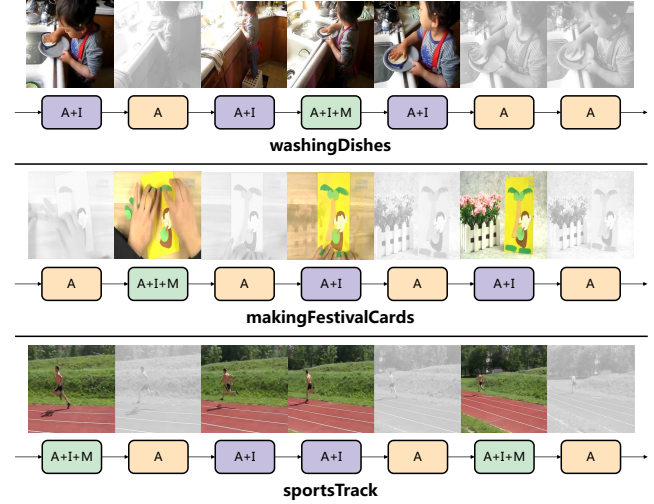 A+I A A+I A+I+M A+I A A
washingDishes
A A+I+M A A+I A A+I A
makingFestivalCards
A+I+M A A+I A+I A A+I+M A
sportsTrack